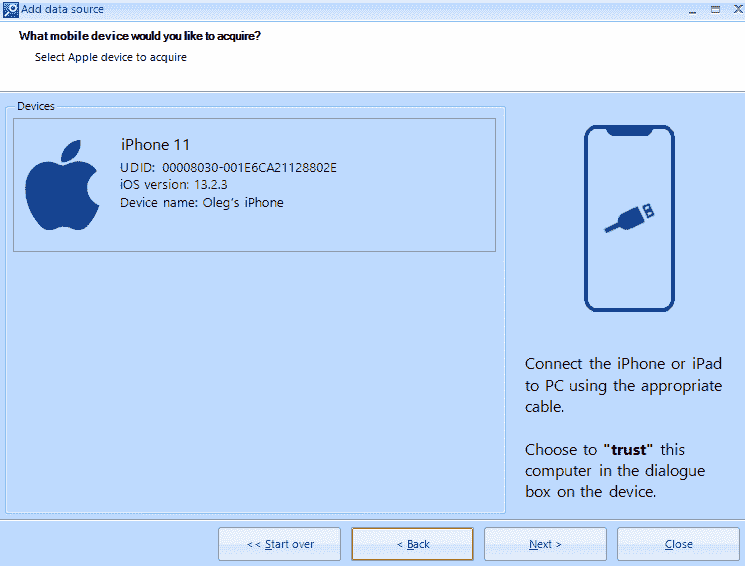 Add data source
What mobile device would you like to acquire?
Select Apple device to acquire
Devices
iPhone 11
UDID: 00008030-001E6CA21128802E
iOS version: 13.2.3
Device name: Oleg's iPhone
Connect the iPhone or iPad
to PC using the appropriate
cable.
Choose to "trust" this
computer in the dialogue
box on the device.
<< Start over
< Back
Next >
Close